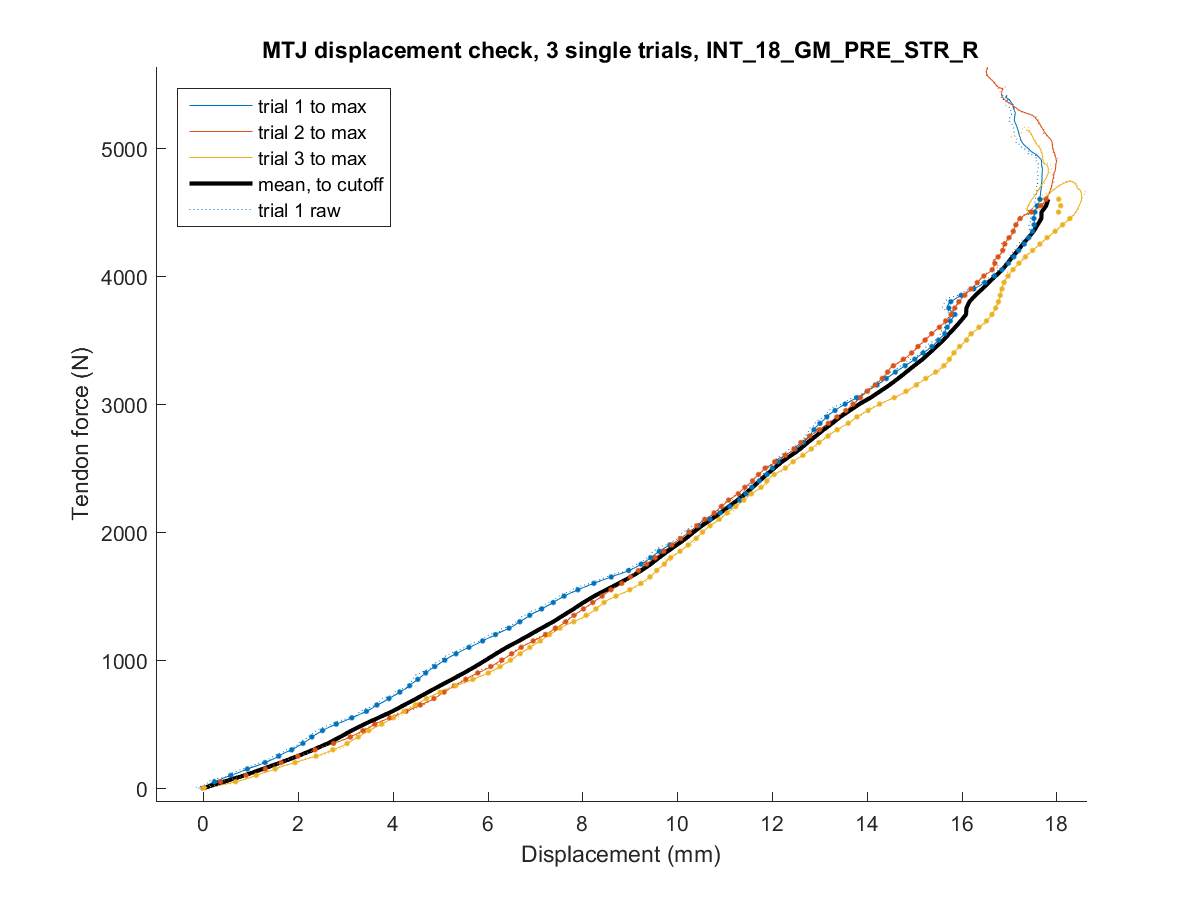 MTJ displacement check, 3 single trials, INT_18_GM_PRE_STR_R
trial 1 to max
trial 2 to max
trial 3 to max
mean, to cutoff
trial 1 raw
5000
4000
3000
2000
1000
0
Tendon force (N)
0 2 4 6 8 10 12 14 16 18
Displacement (mm)